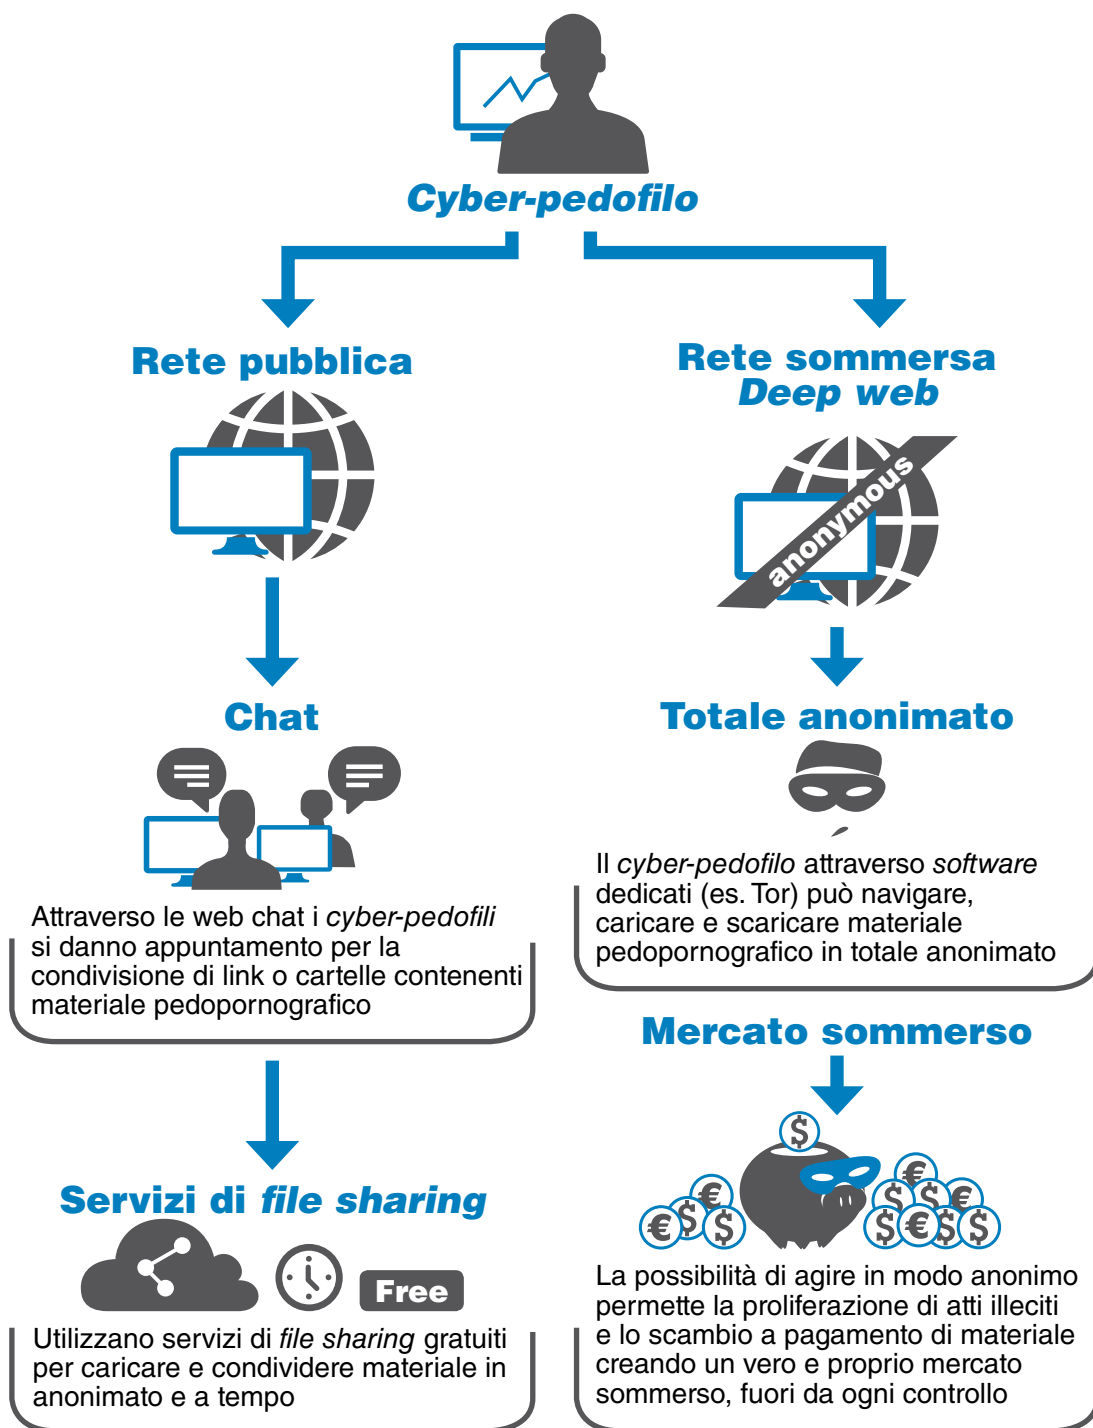 Cyber-pedofilo
Rete pubblica
Chat
Attraverso le web chat i cyber-pedofili
si danno appuntamento per la
condivisione di link o cartelle contenenti
materiale pedopornografico
Servizi di file sharing
Free
Utilizzano servizi di file sharing gratuiti
per caricare e condividere materiale in
anonimato e a tempo
Rete sommersa
Deep web
anonymous
Totale anonimato
Il cyber-pedofilo attraverso software
dedicati (es. Tor) può navigare,
caricare e scaricare materiale
pedopornografico in totale anonimato
Mercato sommerso
$
€
$
€
$
€
$
$
€
$
€
$
$
La possibilità di agire in modo anonimo
permette la proliferazione di atti illeciti
e lo scambio a pagamento di materiale
creando un vero e proprio mercato
sommerso, fuori da ogni controllo